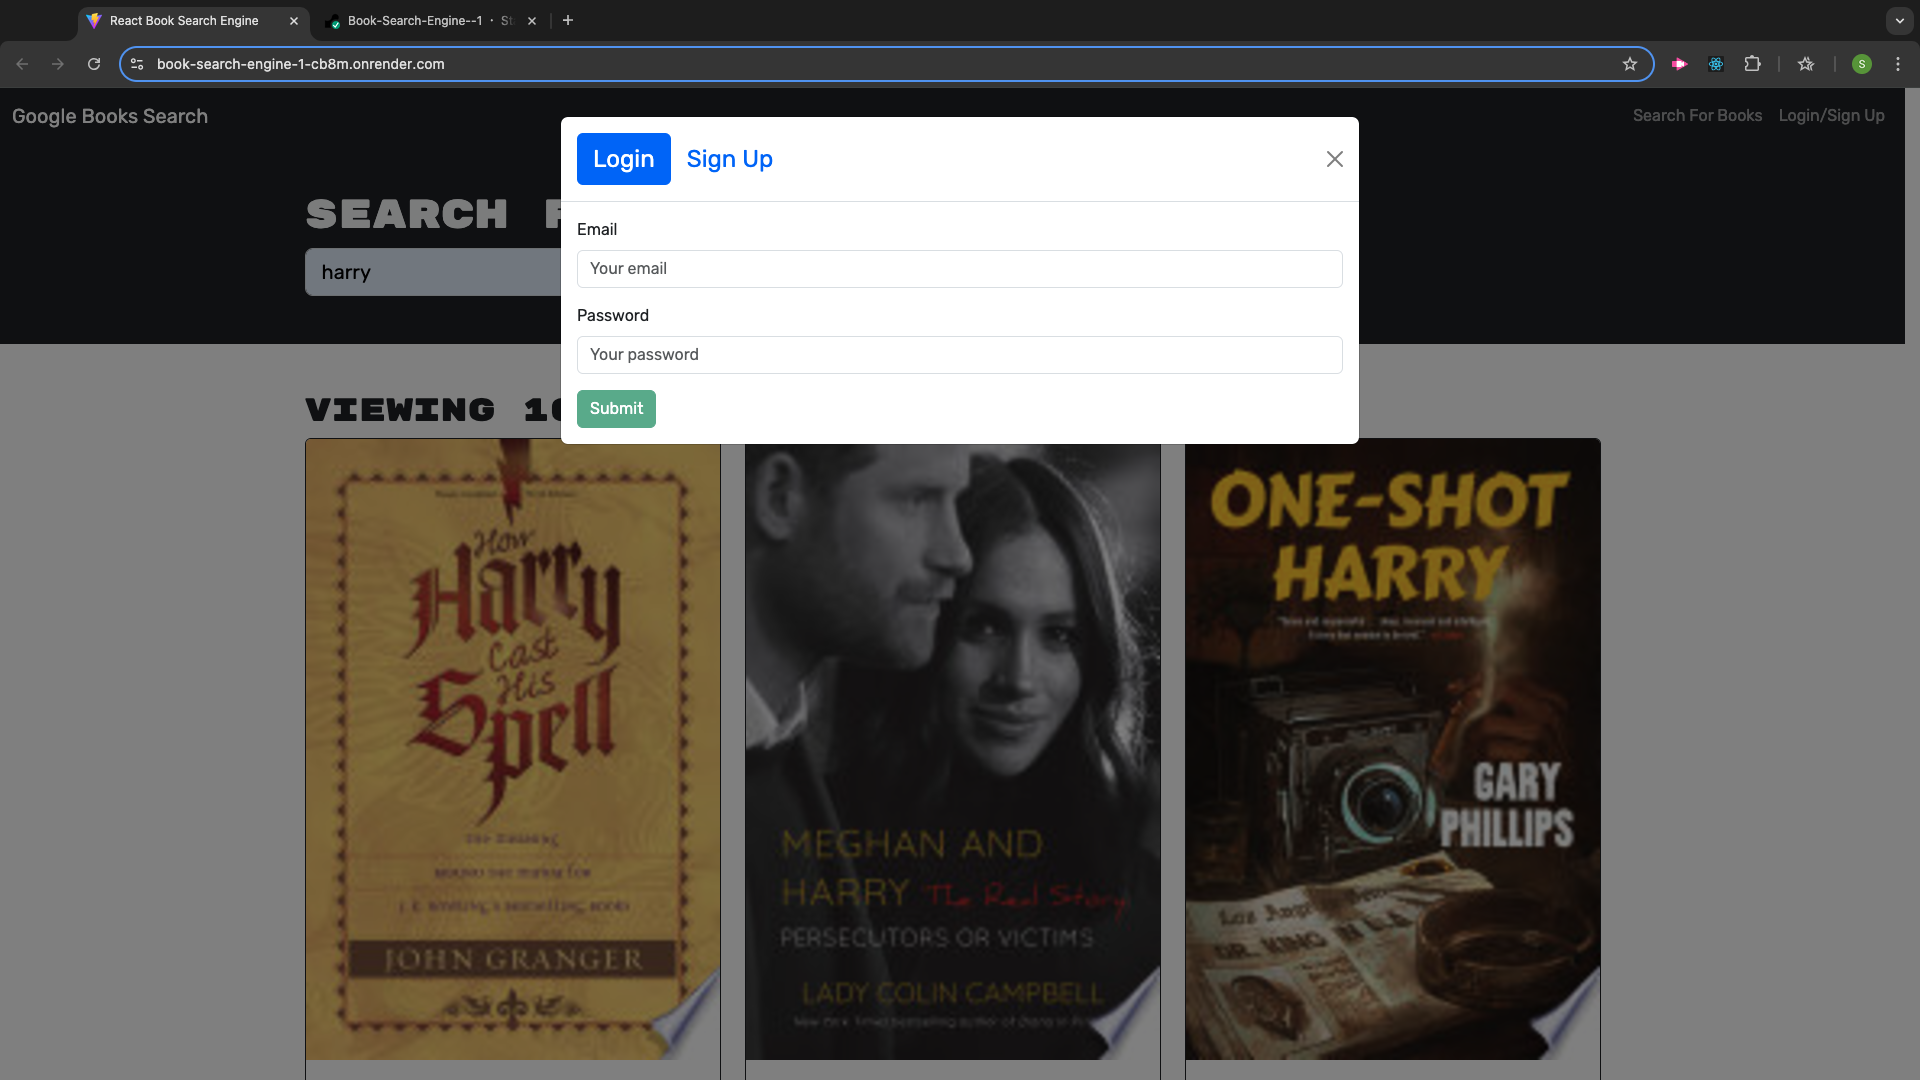 React Book Search Engine
Book-Search-Engine--1 · St
book-search-engine-1-cb8m.onrender.com
S
Google Books Search
Search For Books
Login/Sign Up
Login
Sign Up
Email
Your email
Password
Your password
Submit
SEARCH F
harry
VIEWING 10
How
Harry
Cast
His
Spell
JOHN GRANGER
MEGHAN AND
HARRY The Real Story
PERSECUTORS OR VICTIMS
LADY COLIN CAMPBELL
ONE-SHOT
HARRY
GARY
PHILLIPS
DR. KING IN L.A.